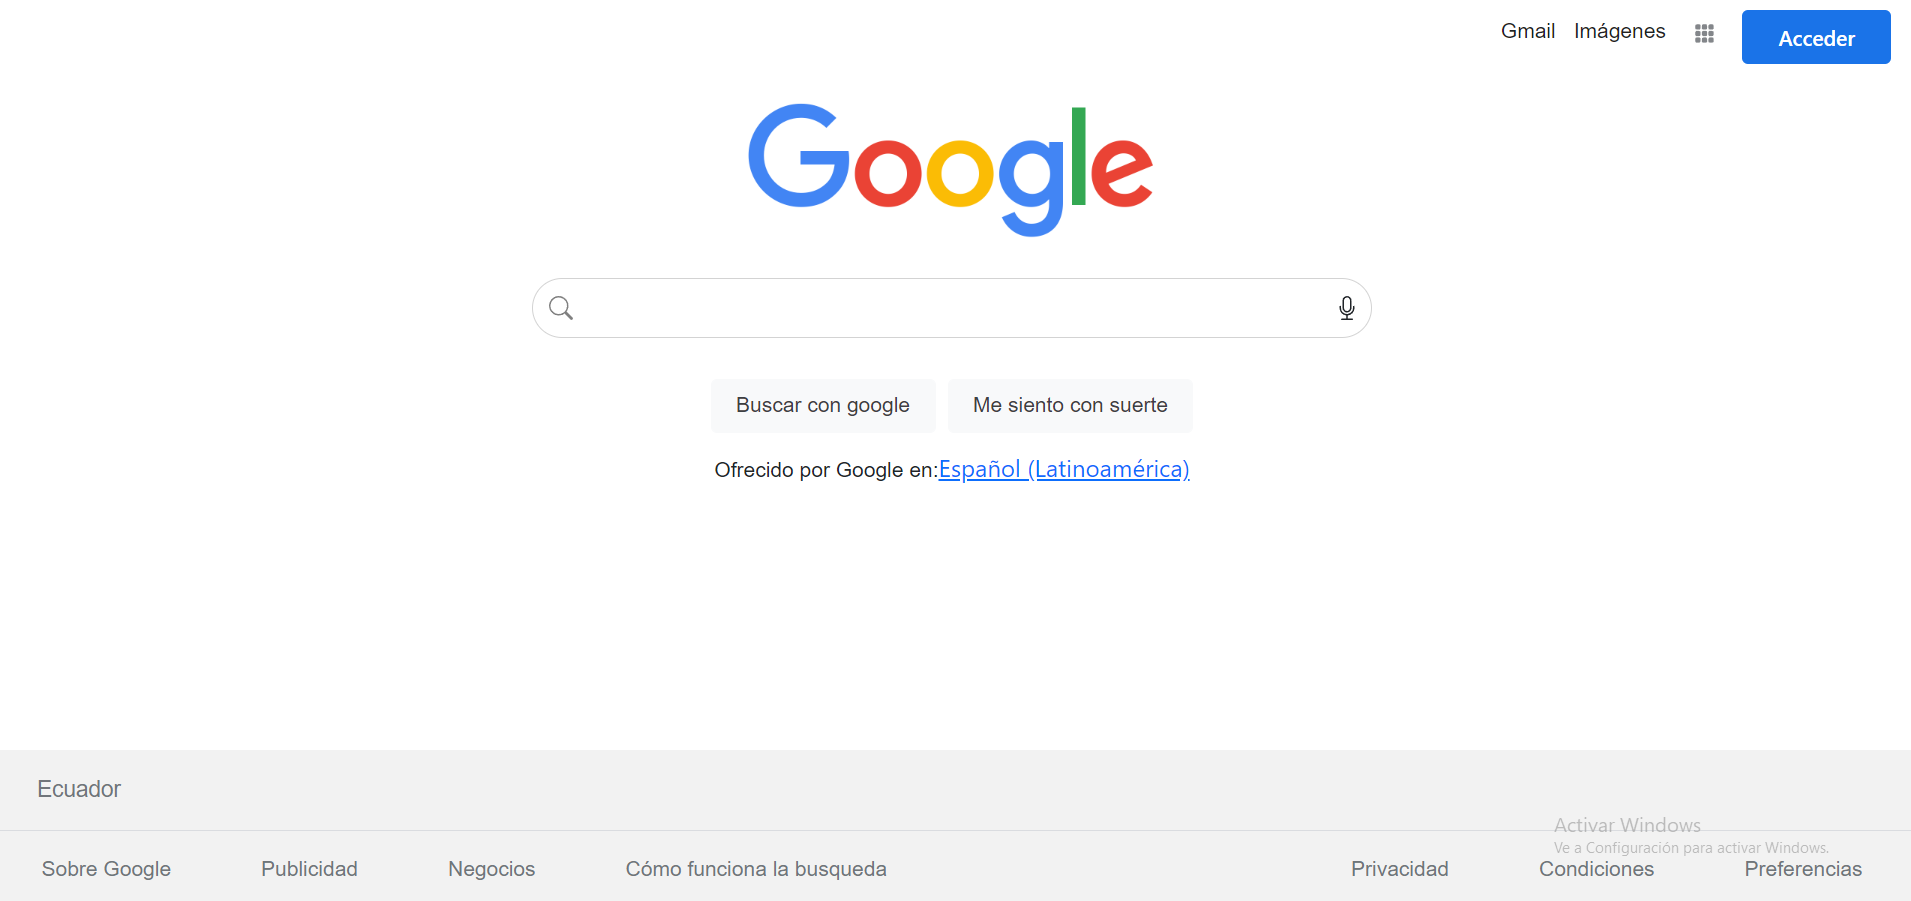 Gmail Imágenes Acceder
Google
Buscar con google Me siento con suerte
Ofrecido por Google en:Español (Latinoamérica)
Ecuador
Activar Windows
Ve a Configuración para activar Windows.
Sobre Google Publicidad Negocios Cómo funciona la busqueda Privacidad Condiciones Preferencias